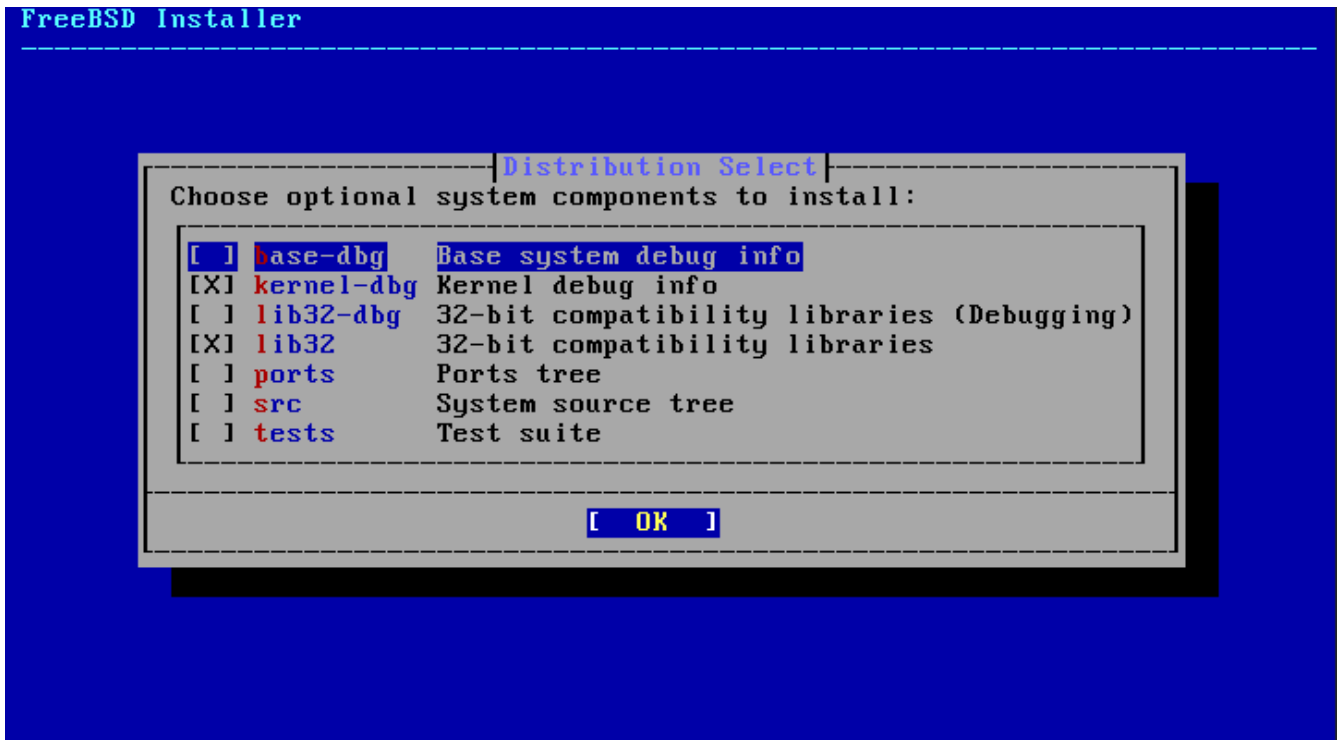 FreeBSD Installer
Distribution Select
Choose optional system components to install:
[ ] base-dbg Base system debug info
[X] kernel-dbg Kernel debug info
[ ] lib32-dbg 32-bit compatibility libraries (Debugging)
[X] lib32 32-bit compatibility libraries
[ ] ports Ports tree
[ ] src System source tree
[ ] tests Test suite
[ OK ]